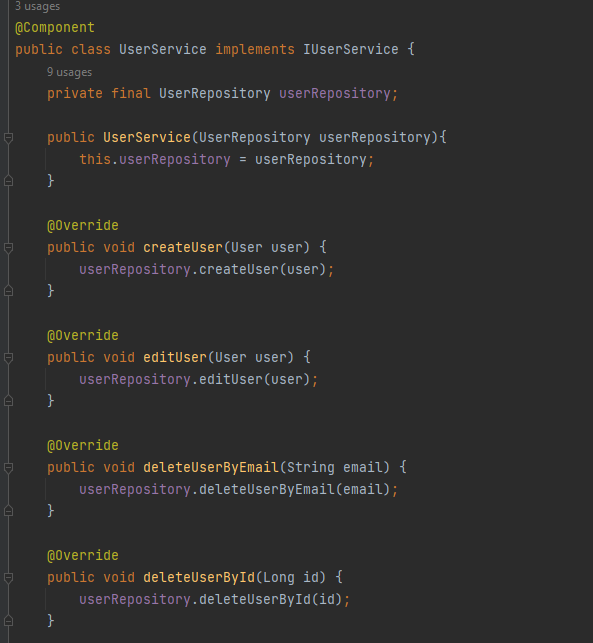 3 usages
@Component
public class UserService implements IUserService {
9 usages
private final UserRepository userRepository;
public UserService(UserRepository userRepository){
this.userRepository = userRepository;
}
@Override
public void createUser(User user) {
userRepository.createUser(user);
}
@Override
public void editUser(User user) {
userRepository.editUser(user);
}
@Override
public void deleteUserByEmail(String email) {
userRepository.deleteUserByEmail(email);
}
@Override
public void deleteUserById(Long id) {
userRepository.deleteUserById(id);
}